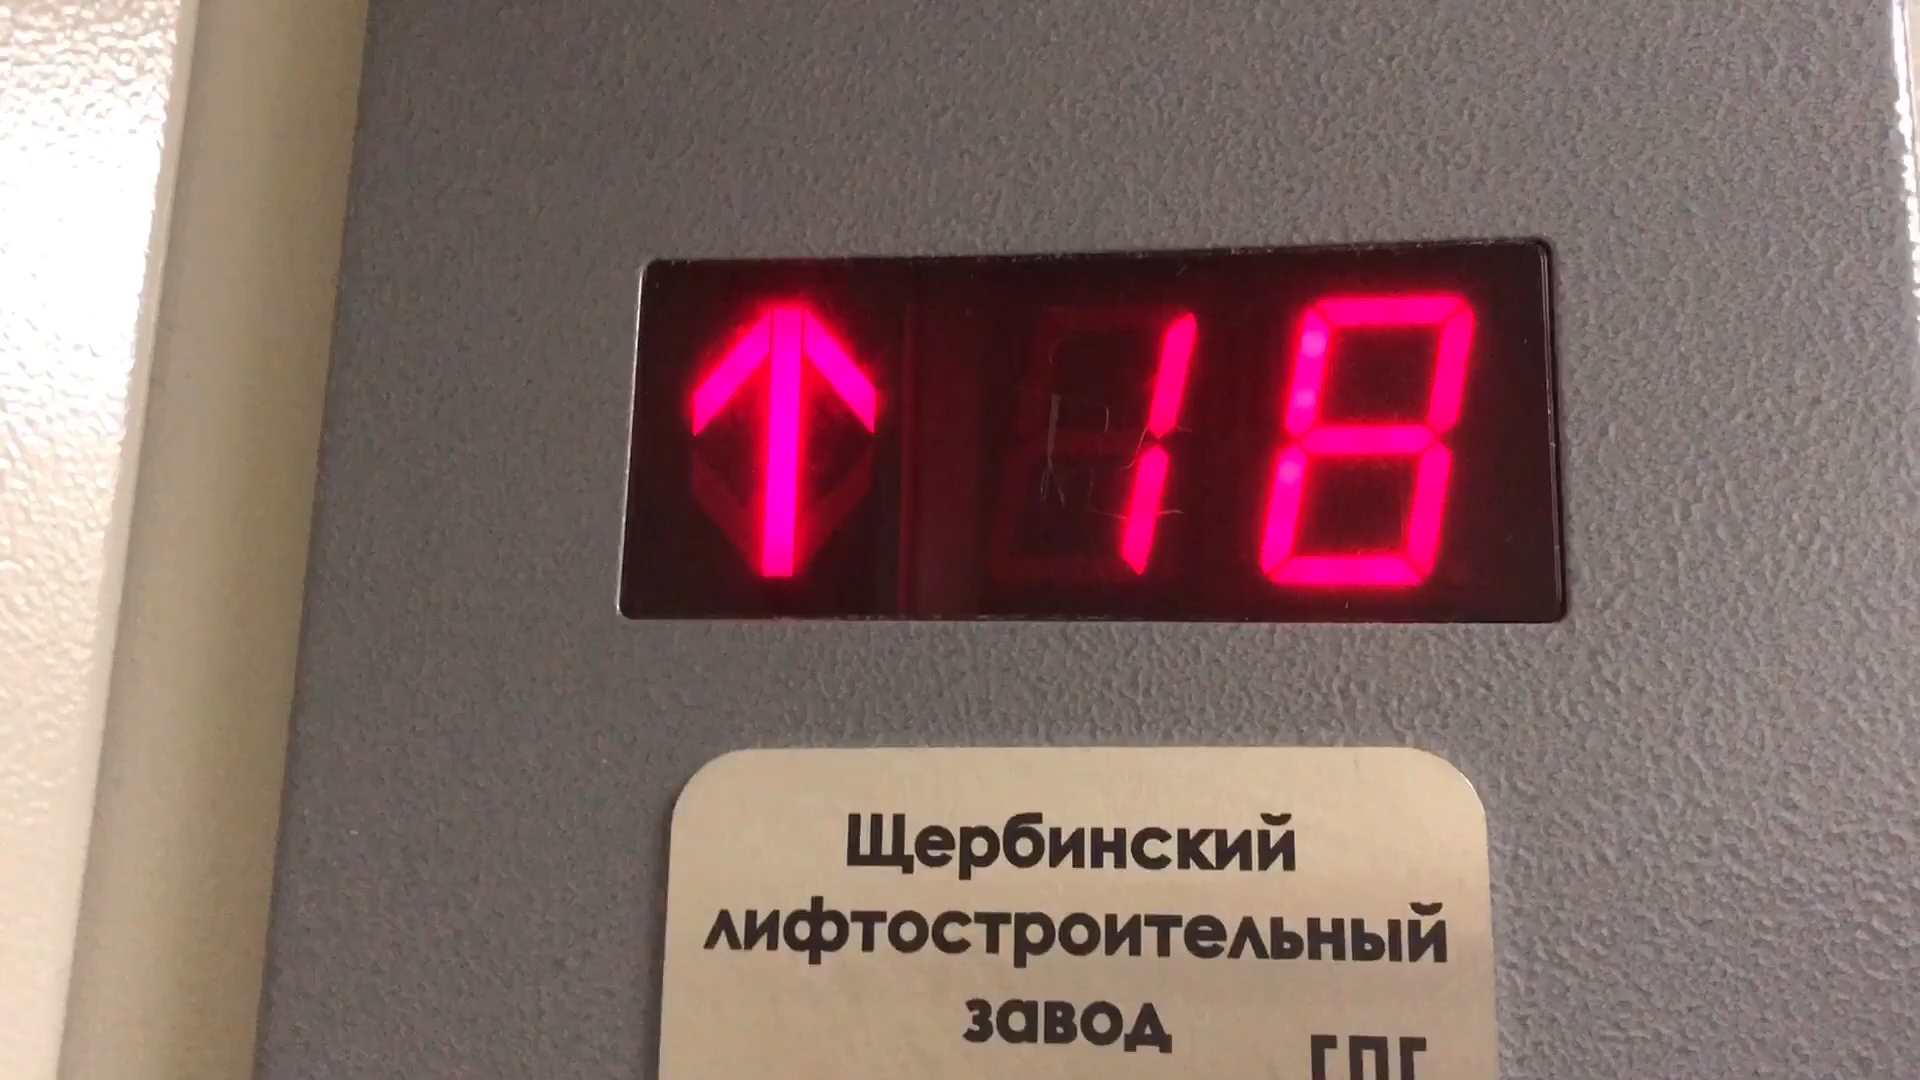 ↑ 18
Щербинский
лифтостроительный
завод